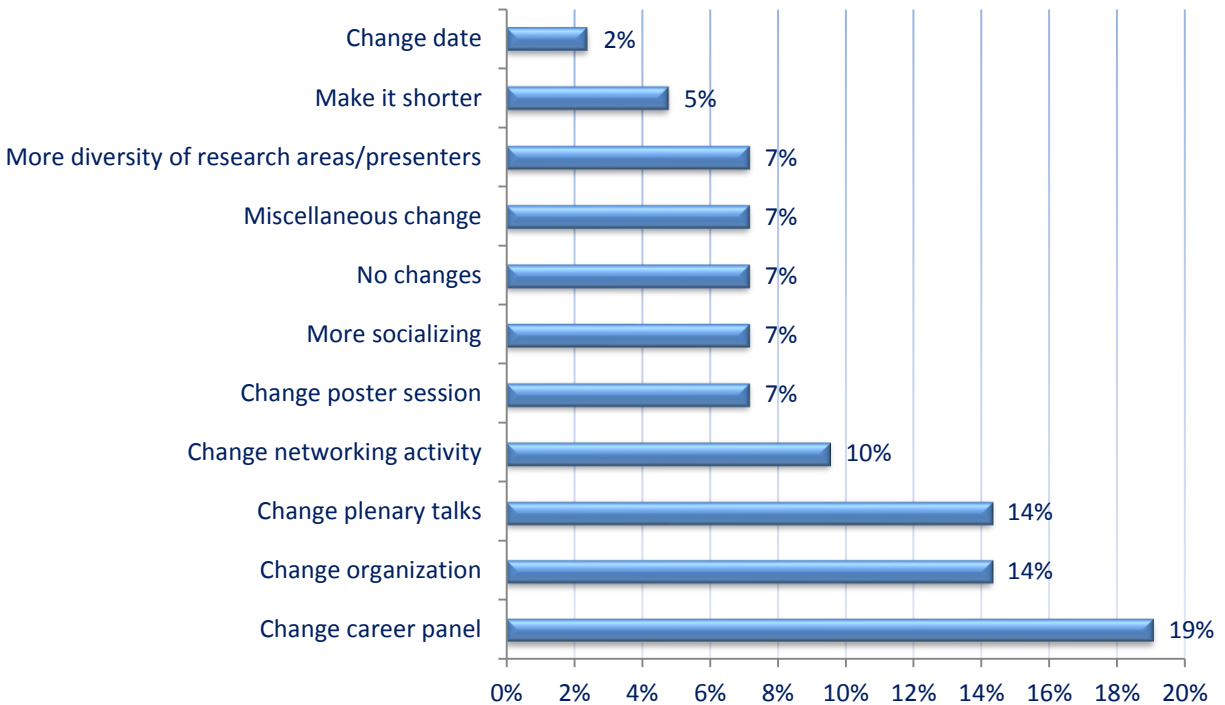 Change date 2%
Make it shorter 5%
More diversity of research areas/presenters 7%
Miscellaneous change 7%
No changes 7%
More socializing 7%
Change poster session 7%
Change networking activity 10%
Change plenary talks 14%
Change organization 14%
Change career panel 19%
0% 2% 4% 6% 8% 10% 12% 14% 16% 18% 20%